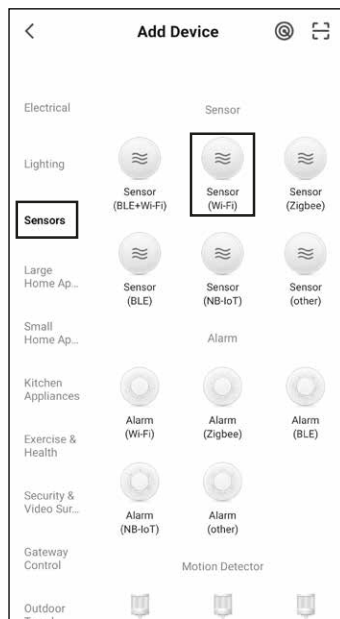 Add Device
Electrical
Lighting
Sensors
Large
Home Ap...
Small
Home Ap...
Kitchen
Appliances
Exercise &
Health
Security &
Video Sur...
Gateway
Control
Outdoor
Sensor
Sensor
(BLE+Wi-Fi)
Sensor
(Wi-Fi)
Sensor
(Zigbee)
Sensor
(BLE)
Sensor
(NB-IoT)
Sensor
(other)
Alarm
Alarm
(Wi-Fi)
Alarm
(Zigbee)
Alarm
(BLE)
Alarm
(NB-IoT)
Alarm
(other)
Motion Detector